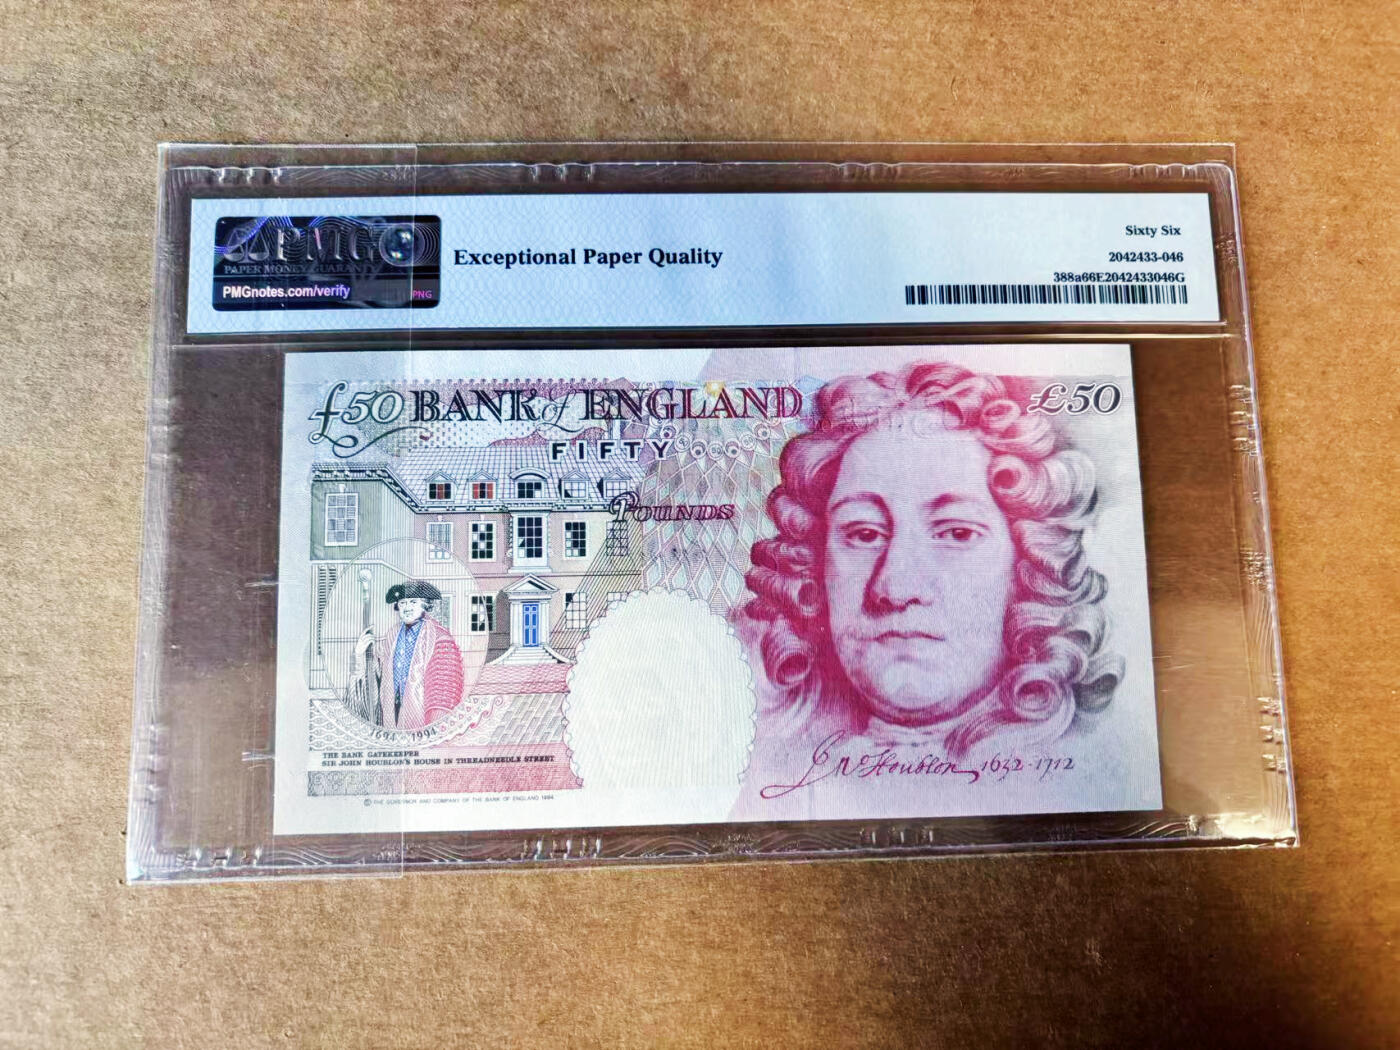 PMG
PAPER MONEY GUARANTY
PMGnotes.com/verify
PNG
Exceptional Paper Quality
Sixty Six
2042433-046
388a66E2042433046G
£50 BANK of ENGLAND
£50
FIFTY
POUNDS
1694 1994
THE BANK GATEKEEPER
SIR JOHN HOUBLON'S HOUSE IN THREADNEEDLE STREET
© THE GOVERNOR AND COMPANY OF THE BANK OF ENGLAND 1994
Houblon 1632-1712